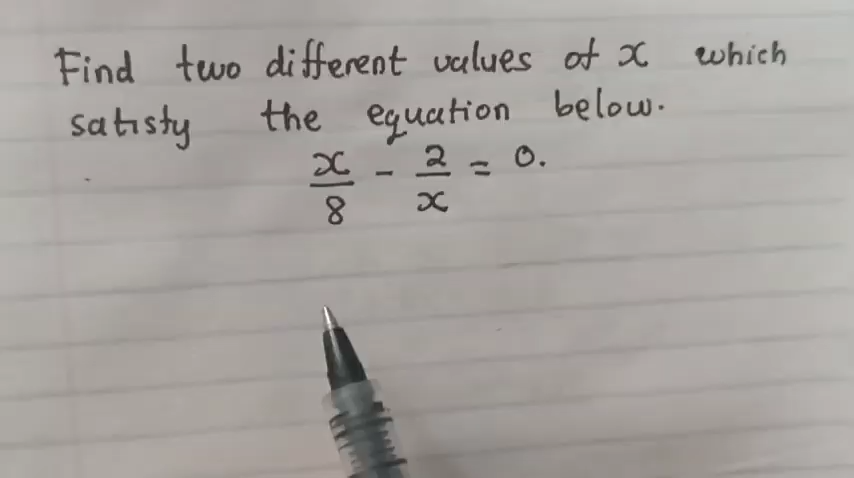 Find two different values of x which
satisfy the equation below.
x/8 - 2/x = 0.